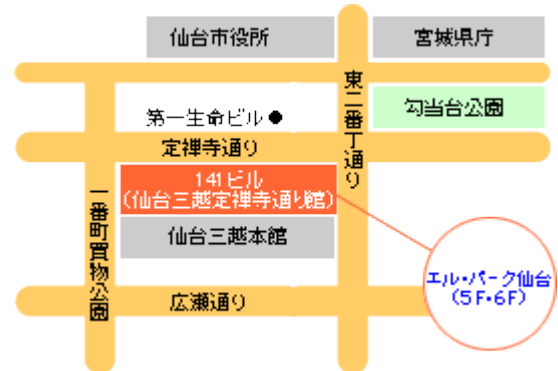 仙台市役所
宮城県庁
東二番丁通り
勾当台公園
第一生命ビル●
定禅寺通り
141ビル
(仙台三越定禅寺通り館)
一番町買物公園
仙台三越本館
エル・パーク仙台
(5F・6F)
広瀬通り